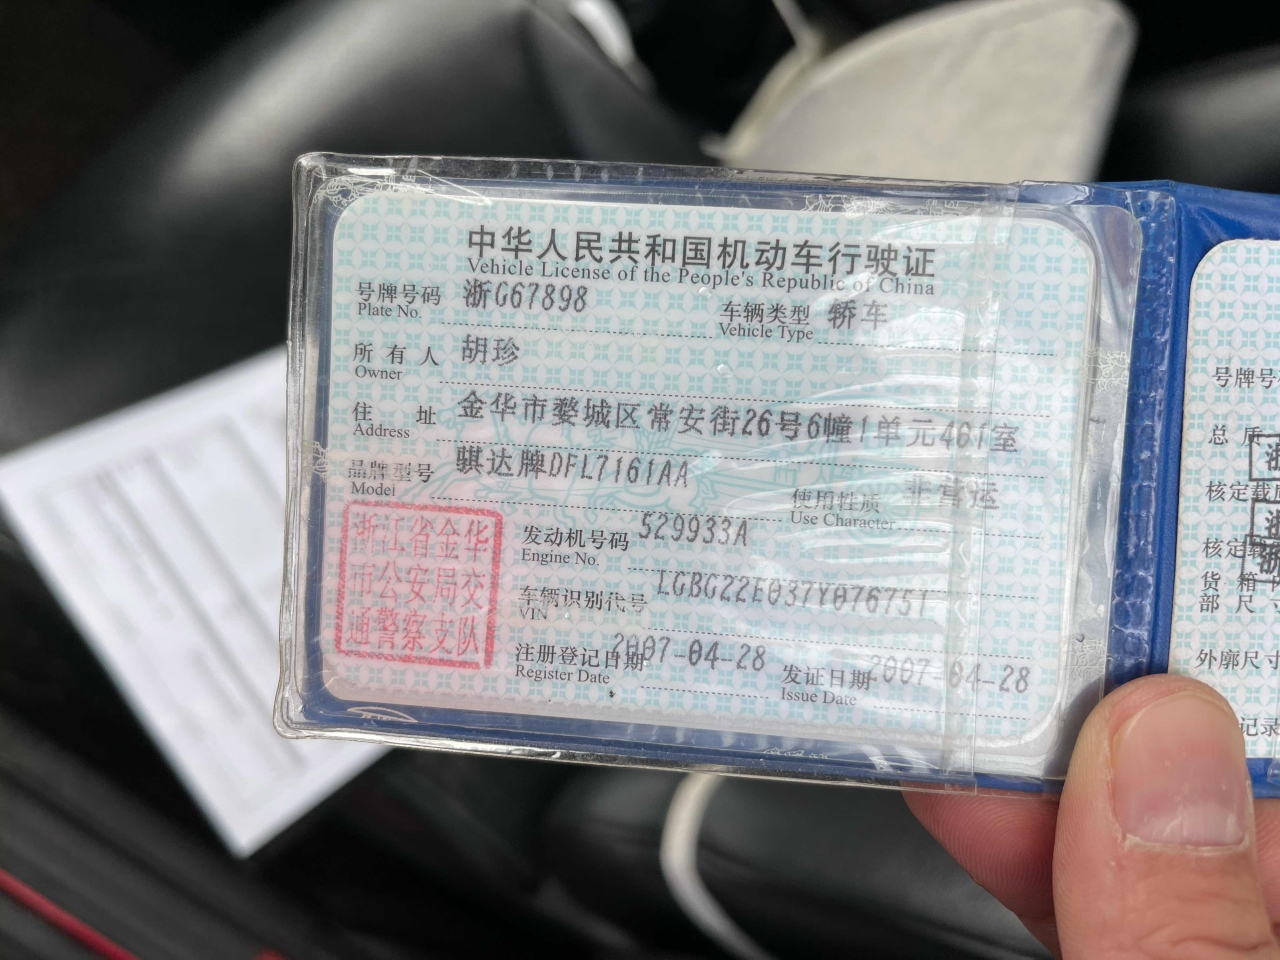 中华人民共和国机动车行驶证
Vehicle License of the People's Republic of China
号牌号码 浙G67898 车辆类型 轿车
Plate No. Vehicle Type
所有人 胡珍
Owner
住址 金华市婺城区常安街26号6幢1单元461室
Address
品牌型号 骐达牌DFL7161AA
Model
使用性质 非营运
Use Character
浙江省金华
市公安局交
通警察支队
发动机号码 529933A
Engine No.
车辆识别代号 LGBG22E037Y076751
VIN
注册登记日期 2007-04-28 发证日期 2007-04-28
Register Date Issue Date
号牌号
总质
核定载
核定
货箱
部尺寸
外廓尺寸
记录